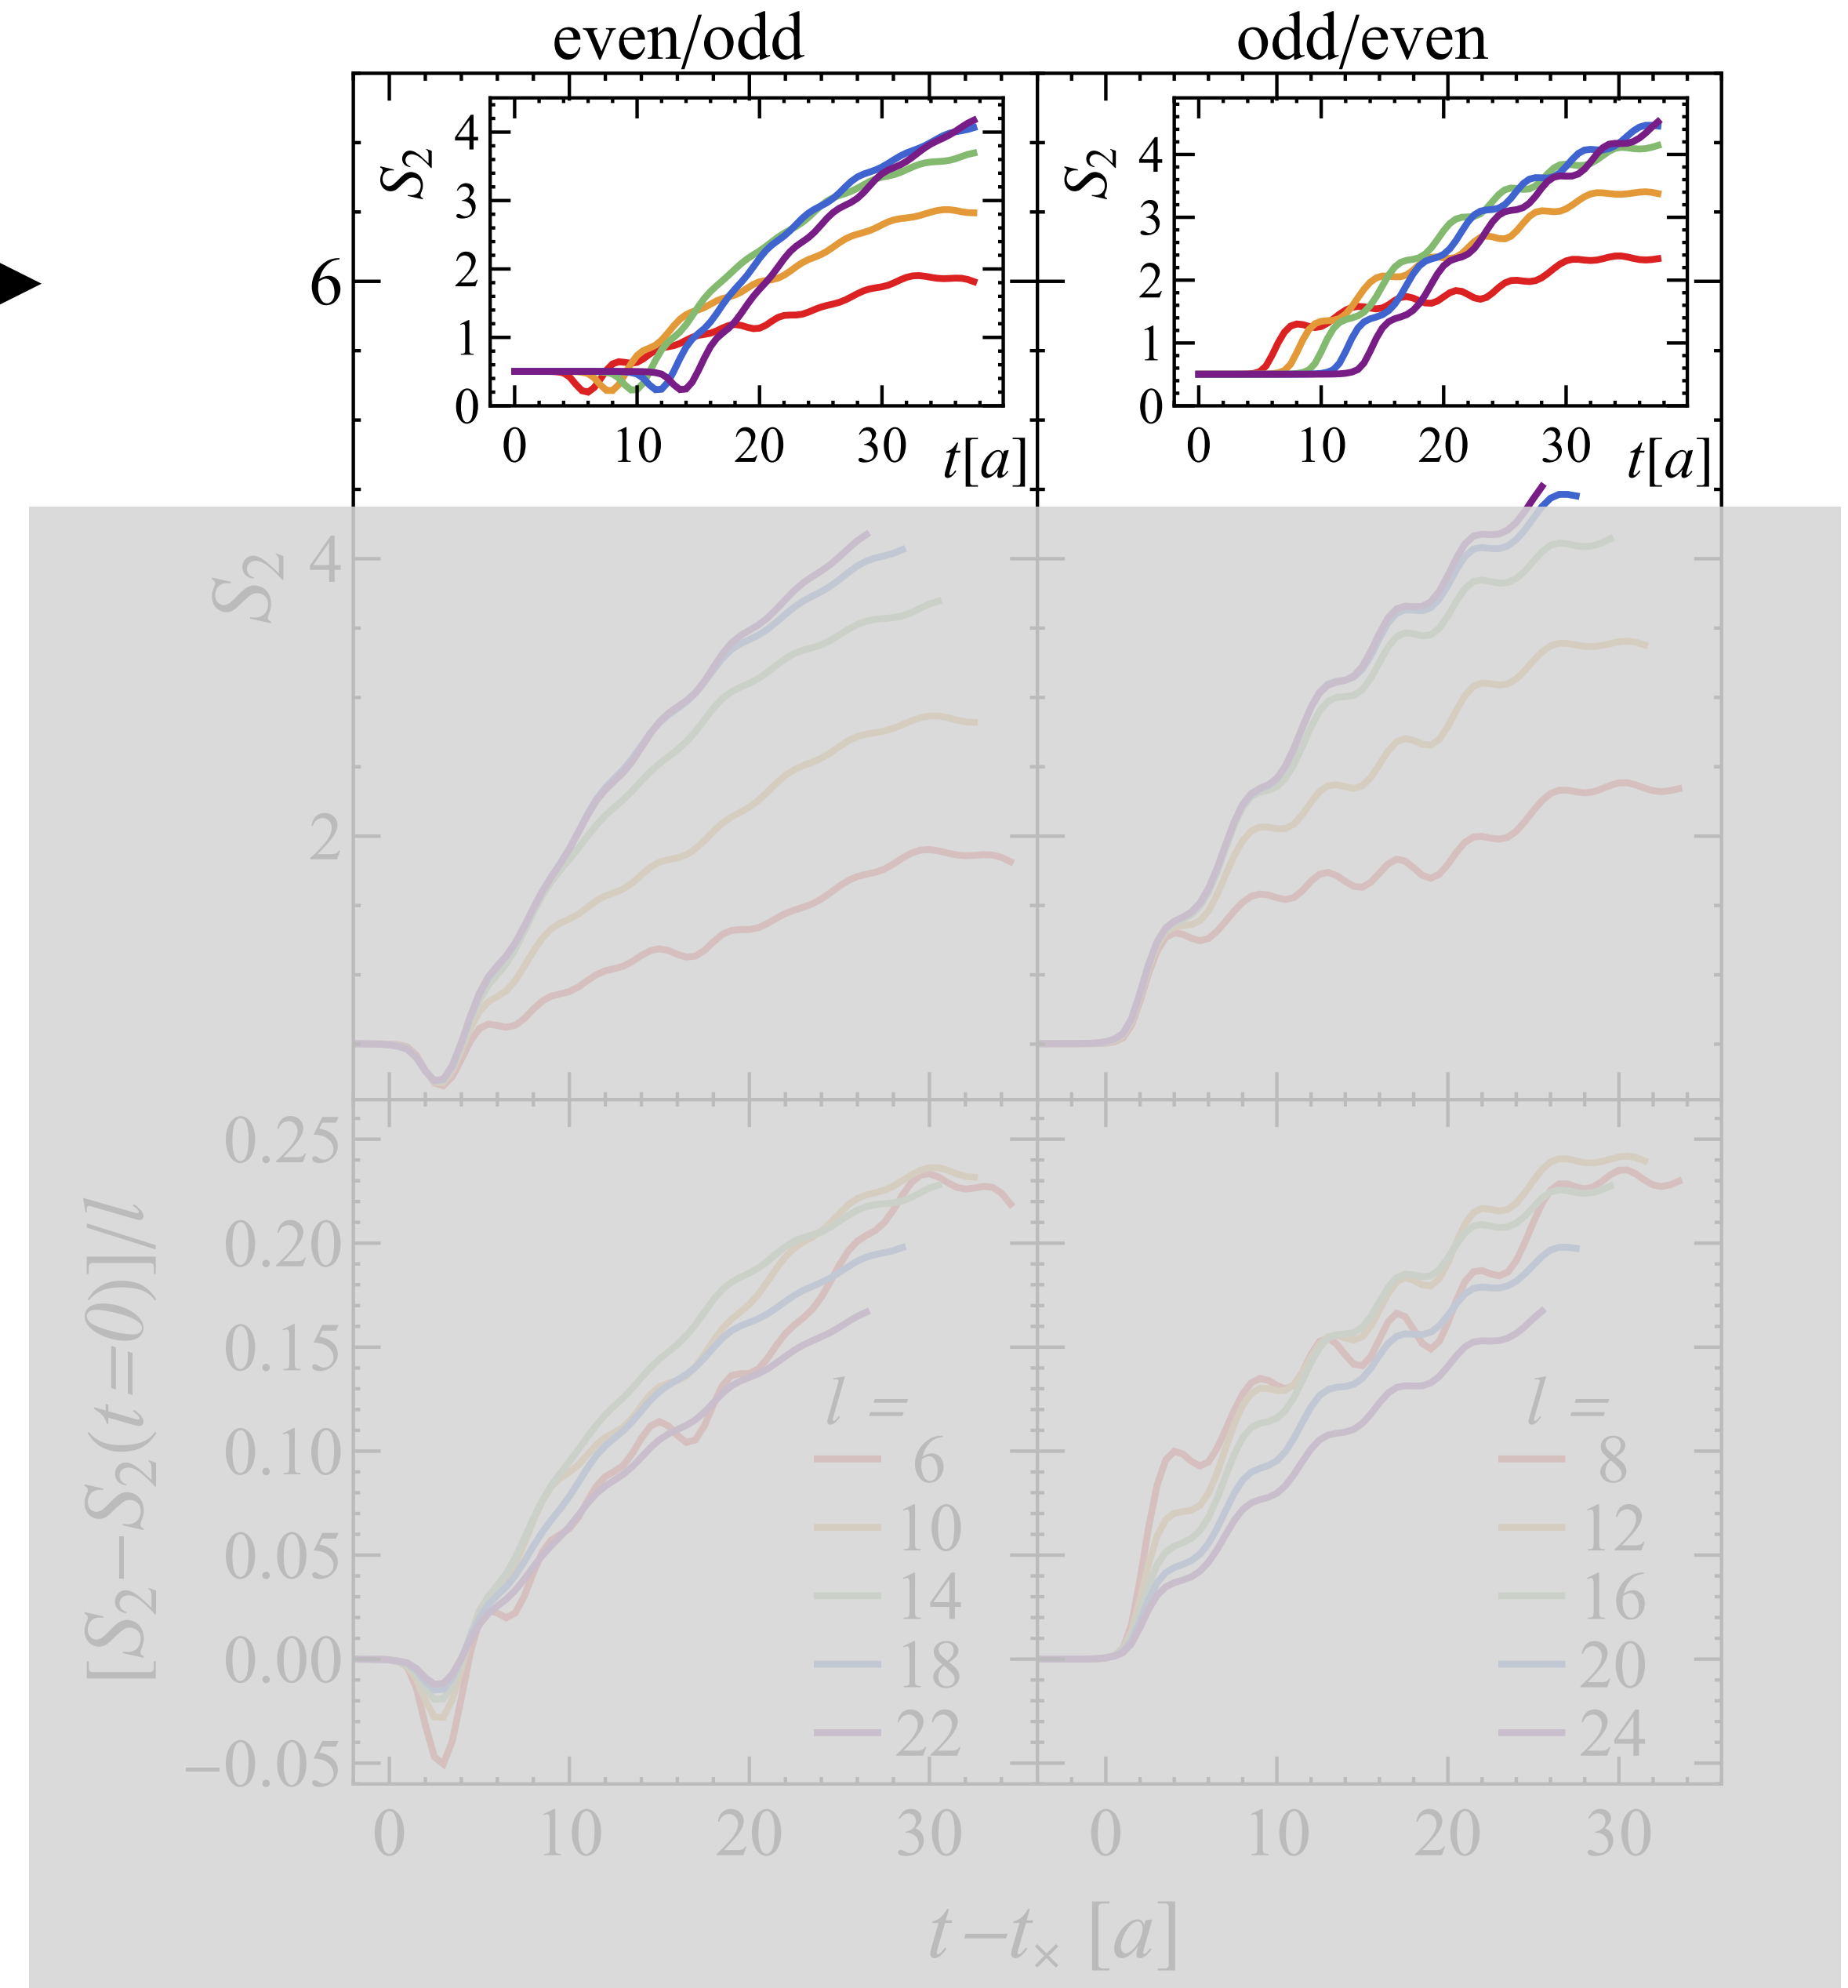 even/odd
odd/even
S₂
4
3
2
1
0
0 10 20 30 t[a]
S₂
4
3
2
1
0
0 10 20 30 t[a]
6
S₂
4
2
[S₂−S₂(t=0)]/l
0.25
0.20
0.15
0.10
0.05
0.00
−0.05
l =
6
10
14
18
22
l =
8
12
16
20
24
0 10 20 30
0 10 20 30
t−t× [a]